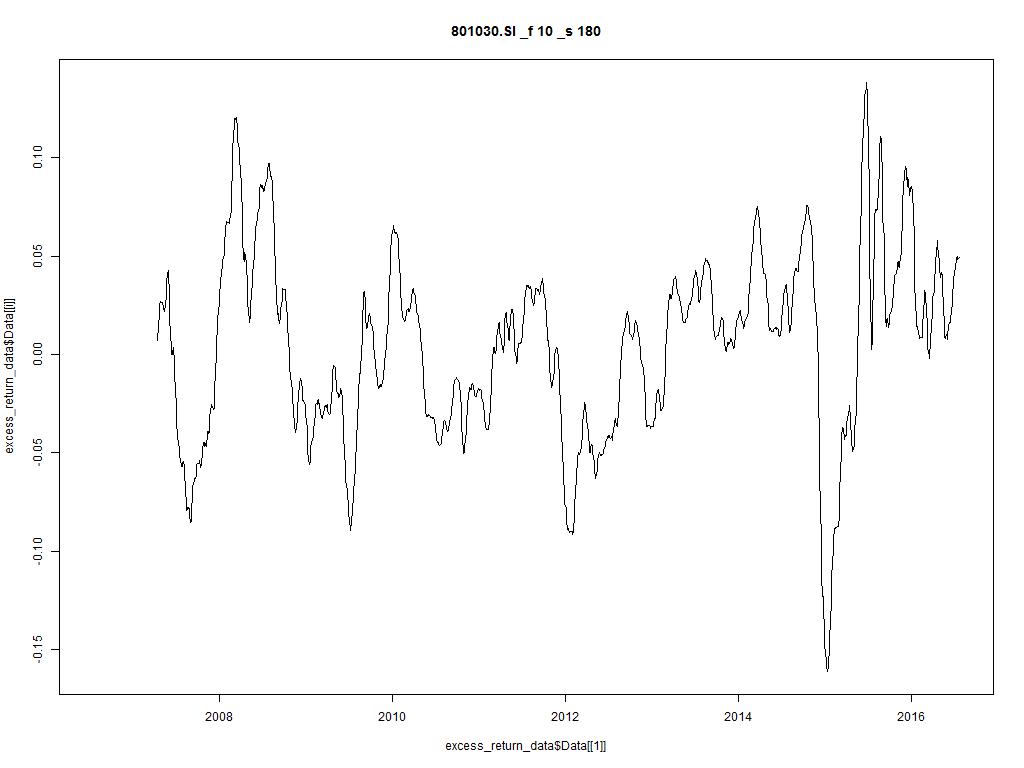 801030.SI _f 10 _s 180
excess_return_data$Data[[i]]
0.10
0.05
0.00
-0.05
-0.10
-0.15
2008 2010 2012 2014 2016
excess_return_data$Data[[1]]